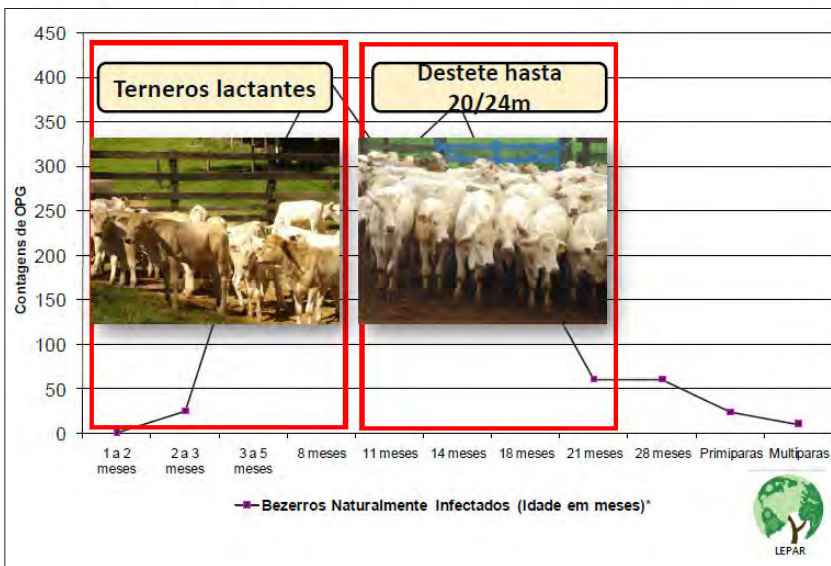 450
400
350
300
250
200
150
100
50
0
Contagens de OPG
Terneros lactantes
Destete hasta
20/24m
1 a 2
meses
2 a 3
meses
3 a 5
meses
8 meses
11 meses
14 meses
18 meses
21 meses
28 meses
Primiparas
Multiparas
Bezerros Naturalmente Infectados (Idade em meses)*
LEPAR